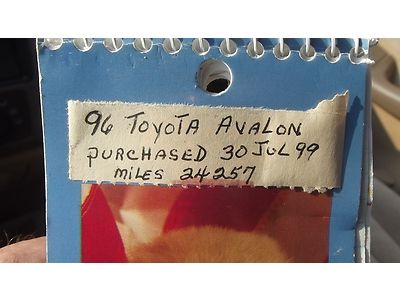 96 TOYOTA AVALON
PURCHASED 30 JUL 99
MILES 24257